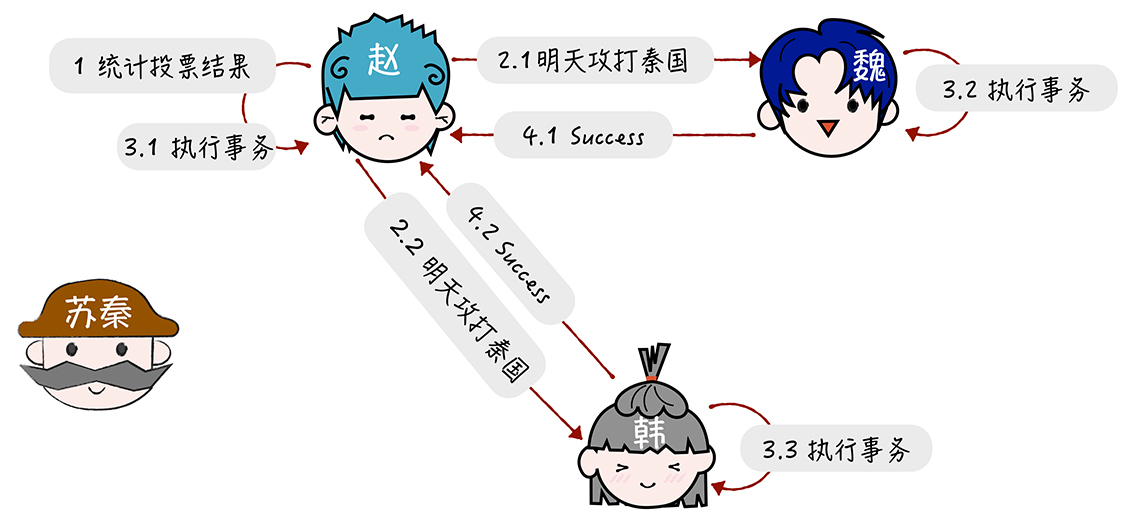 1 统计投票结果
赵
2.1明天攻打秦国
魏
3.2 执行事务
3.1 执行事务
4.1 Success
2.2 明天攻打秦国
4.2 Success
苏秦
韩
3.3 执行事务